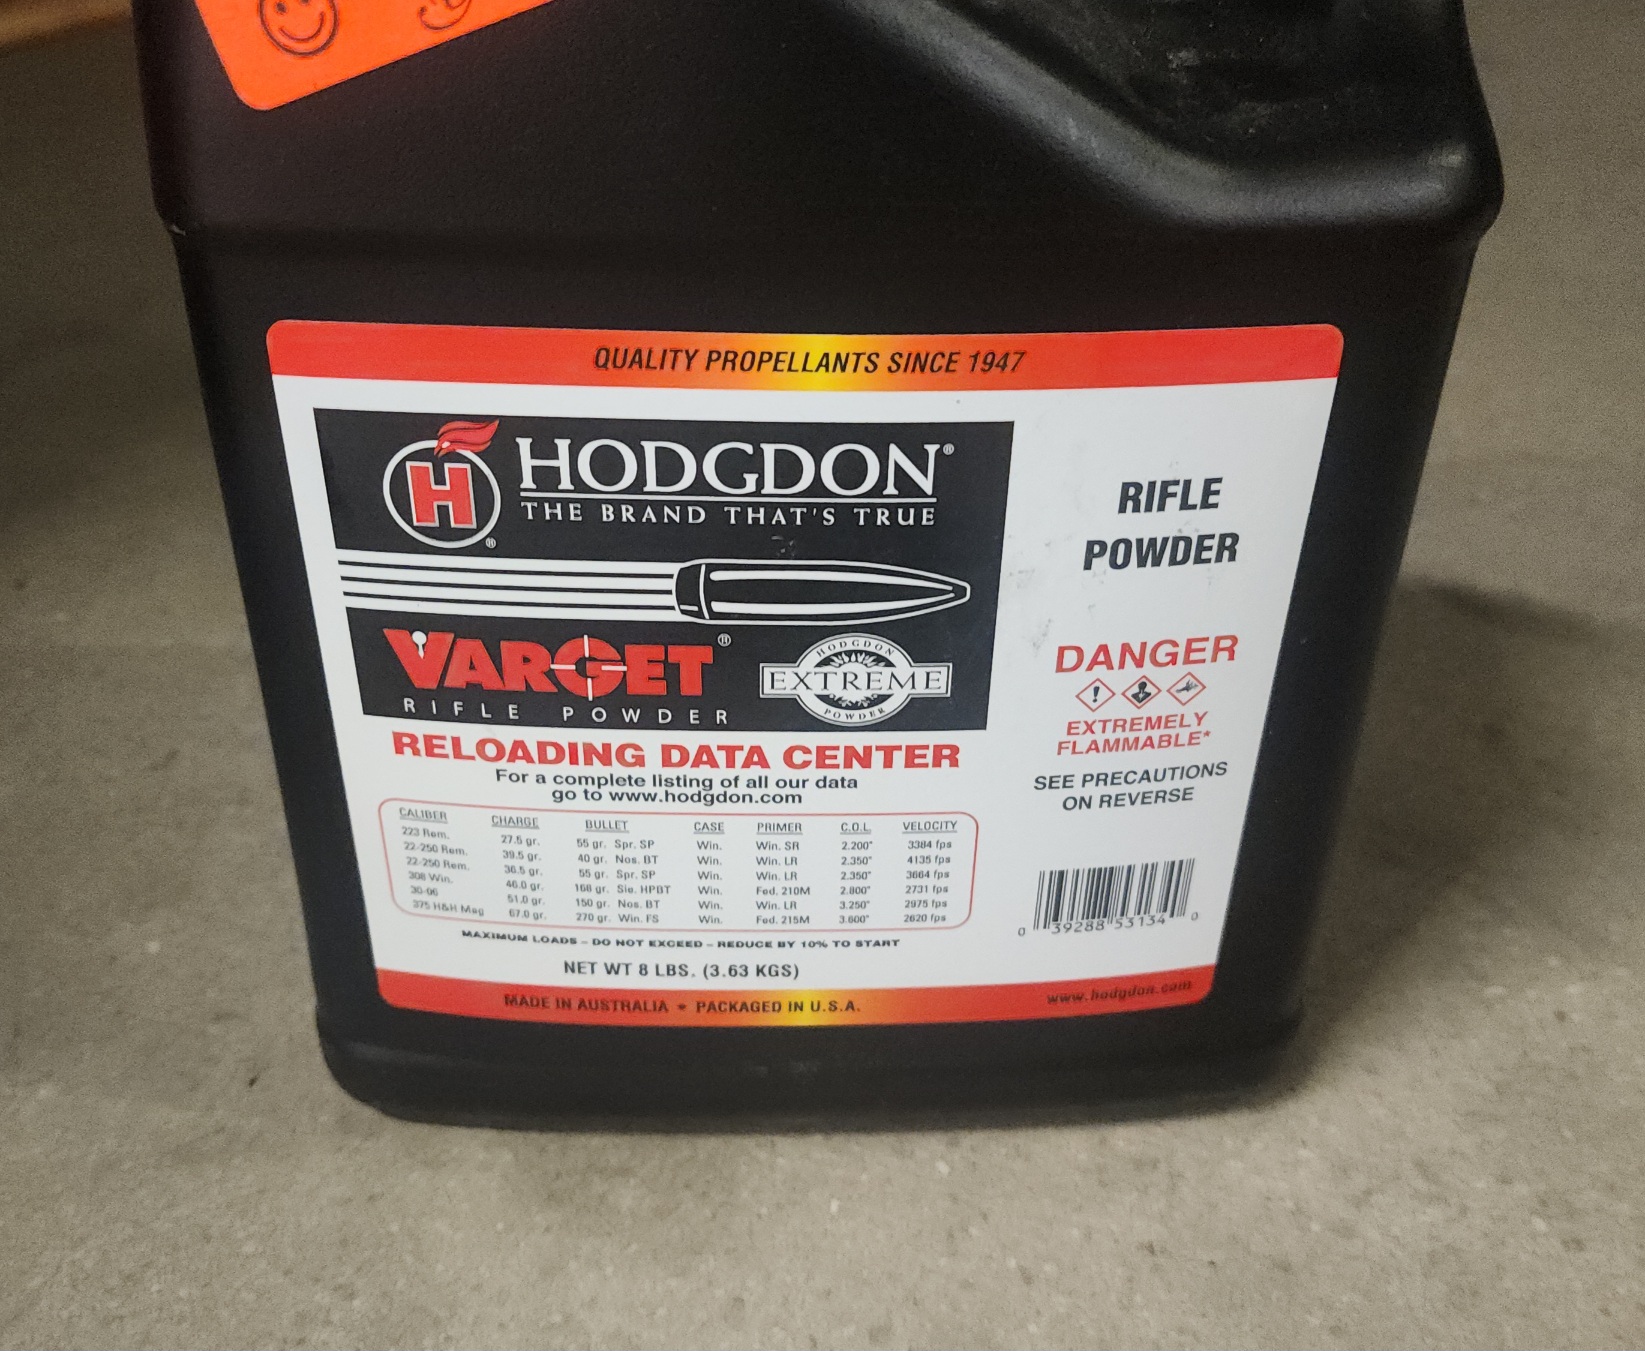 QUALITY PROPELLANTS SINCE 1947
H
®
HODGDON®
THE BRAND THAT'S TRUE
VARGET®
RIFLE POWDER
HODGDON
EXTREME
POWDER
RIFLE
POWDER
DANGER
EXTREMELY
FLAMMABLE*
SEE PRECAUTIONS
ON REVERSE
RELOADING DATA CENTER
For a complete listing of all our data
go to www.hodgdon.com
CALIBER CHARGE BULLET CASE PRIMER C.O.L. VELOCITY
223 Rem. 27.5 gr. 55 gr. Spr. SP Win. Win. SR 2.200" 3384 fps
22-250 Rem. 39.5 gr. 40 gr. Nos. BT Win. Win. LR 2.350" 4135 fps
22-250 Rem. 36.5 gr. 55 gr. Spr. SP Win. Win. LR 2.350" 3664 fps
308 Win. 46.0 gr. 168 gr. Sie. HPBT Win. Fed. 210M 2.800" 2731 fps
30-06 51.0 gr. 150 gr. Nos. BT Win. Win. LR 3.250" 2975 fps
375 H&H Mag 67.0 gr. 270 gr. Win. FS Win. Fed. 215M 3.600" 2620 fps
MAXIMUM LOADS – DO NOT EXCEED – REDUCE BY 10% TO START
NET WT 8 LBS. (3.63 KGS)
0 39288 53134 0
MADE IN AUSTRALIA ★ PACKAGED IN U.S.A.
www.hodgdon.com